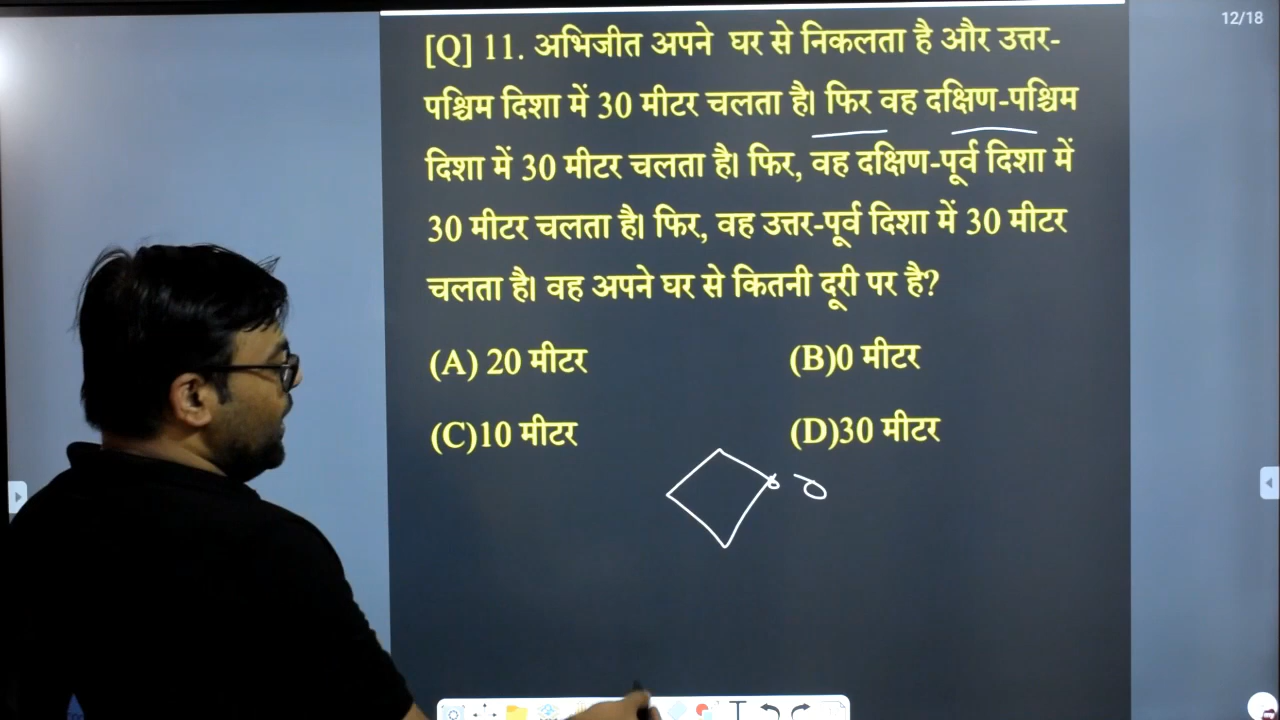 12/18
[Q] 11. अभिजीत अपने घर से निकलता है और उत्तर-
पश्चिम दिशा में 30 मीटर चलता है। फिर वह दक्षिण-पश्चिम
दिशा में 30 मीटर चलता है। फिर, वह दक्षिण-पूर्व दिशा में
30 मीटर चलता है। फिर, वह उत्तर-पूर्व दिशा में 30 मीटर
चलता है। वह अपने घर से कितनी दूरी पर है?
(A) 20 मीटर (B)0 मीटर
(C)10 मीटर (D)30 मीटर